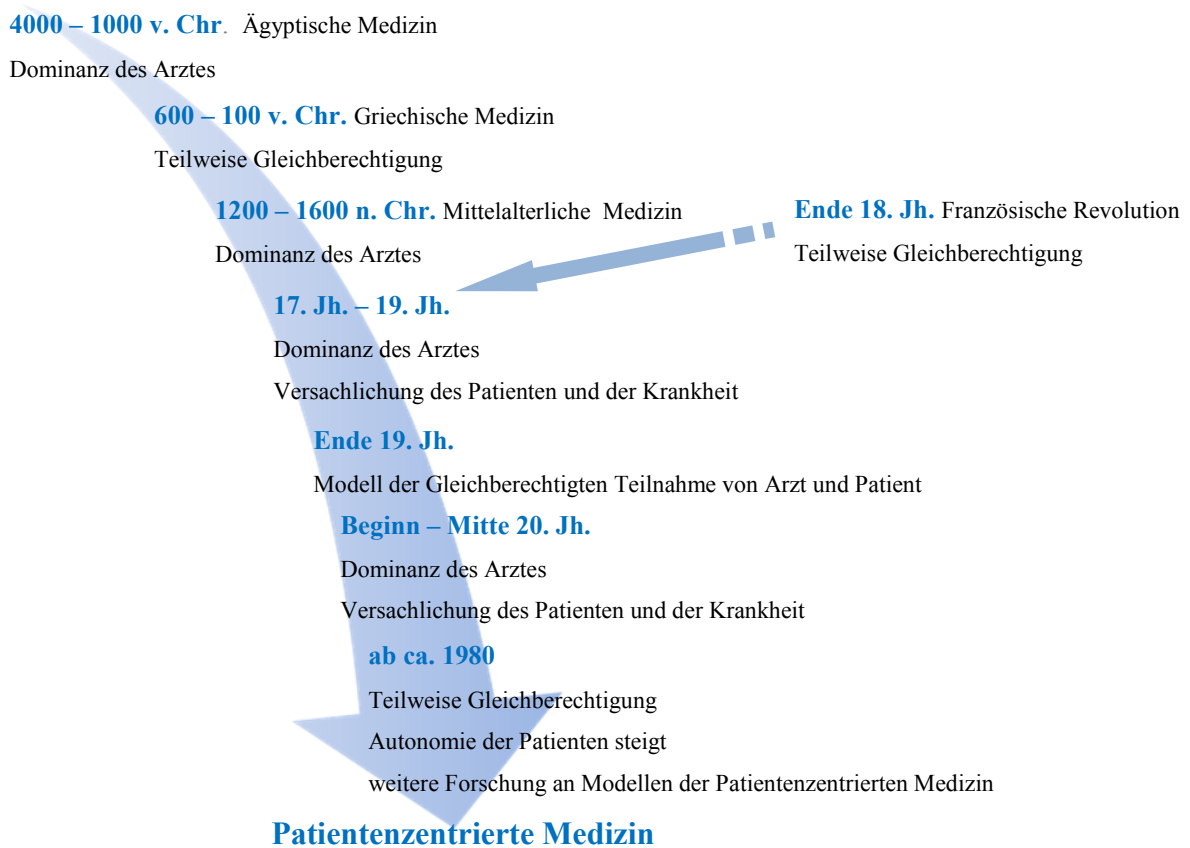 4000 – 1000 v. Chr. Ägyptische Medizin
Dominanz des Arztes
600 – 100 v. Chr. Griechische Medizin
Teilweise Gleichberechtigung
1200 – 1600 n. Chr. Mittelalterliche Medizin
Dominanz des Arztes
Ende 18. Jh. Französische Revolution
Teilweise Gleichberechtigung
17. Jh. – 19. Jh.
Dominanz des Arztes
Versachlichung des Patienten und der Krankheit
Ende 19. Jh.
Modell der Gleichberechtigten Teilnahme von Arzt und Patient
Beginn – Mitte 20. Jh.
Dominanz des Arztes
Versachlichung des Patienten und der Krankheit
ab ca. 1980
Teilweise Gleichberechtigung
Autonomie der Patienten steigt
weitere Forschung an Modellen der Patientenzentrierten Medizin
Patientenzentrierte Medizin